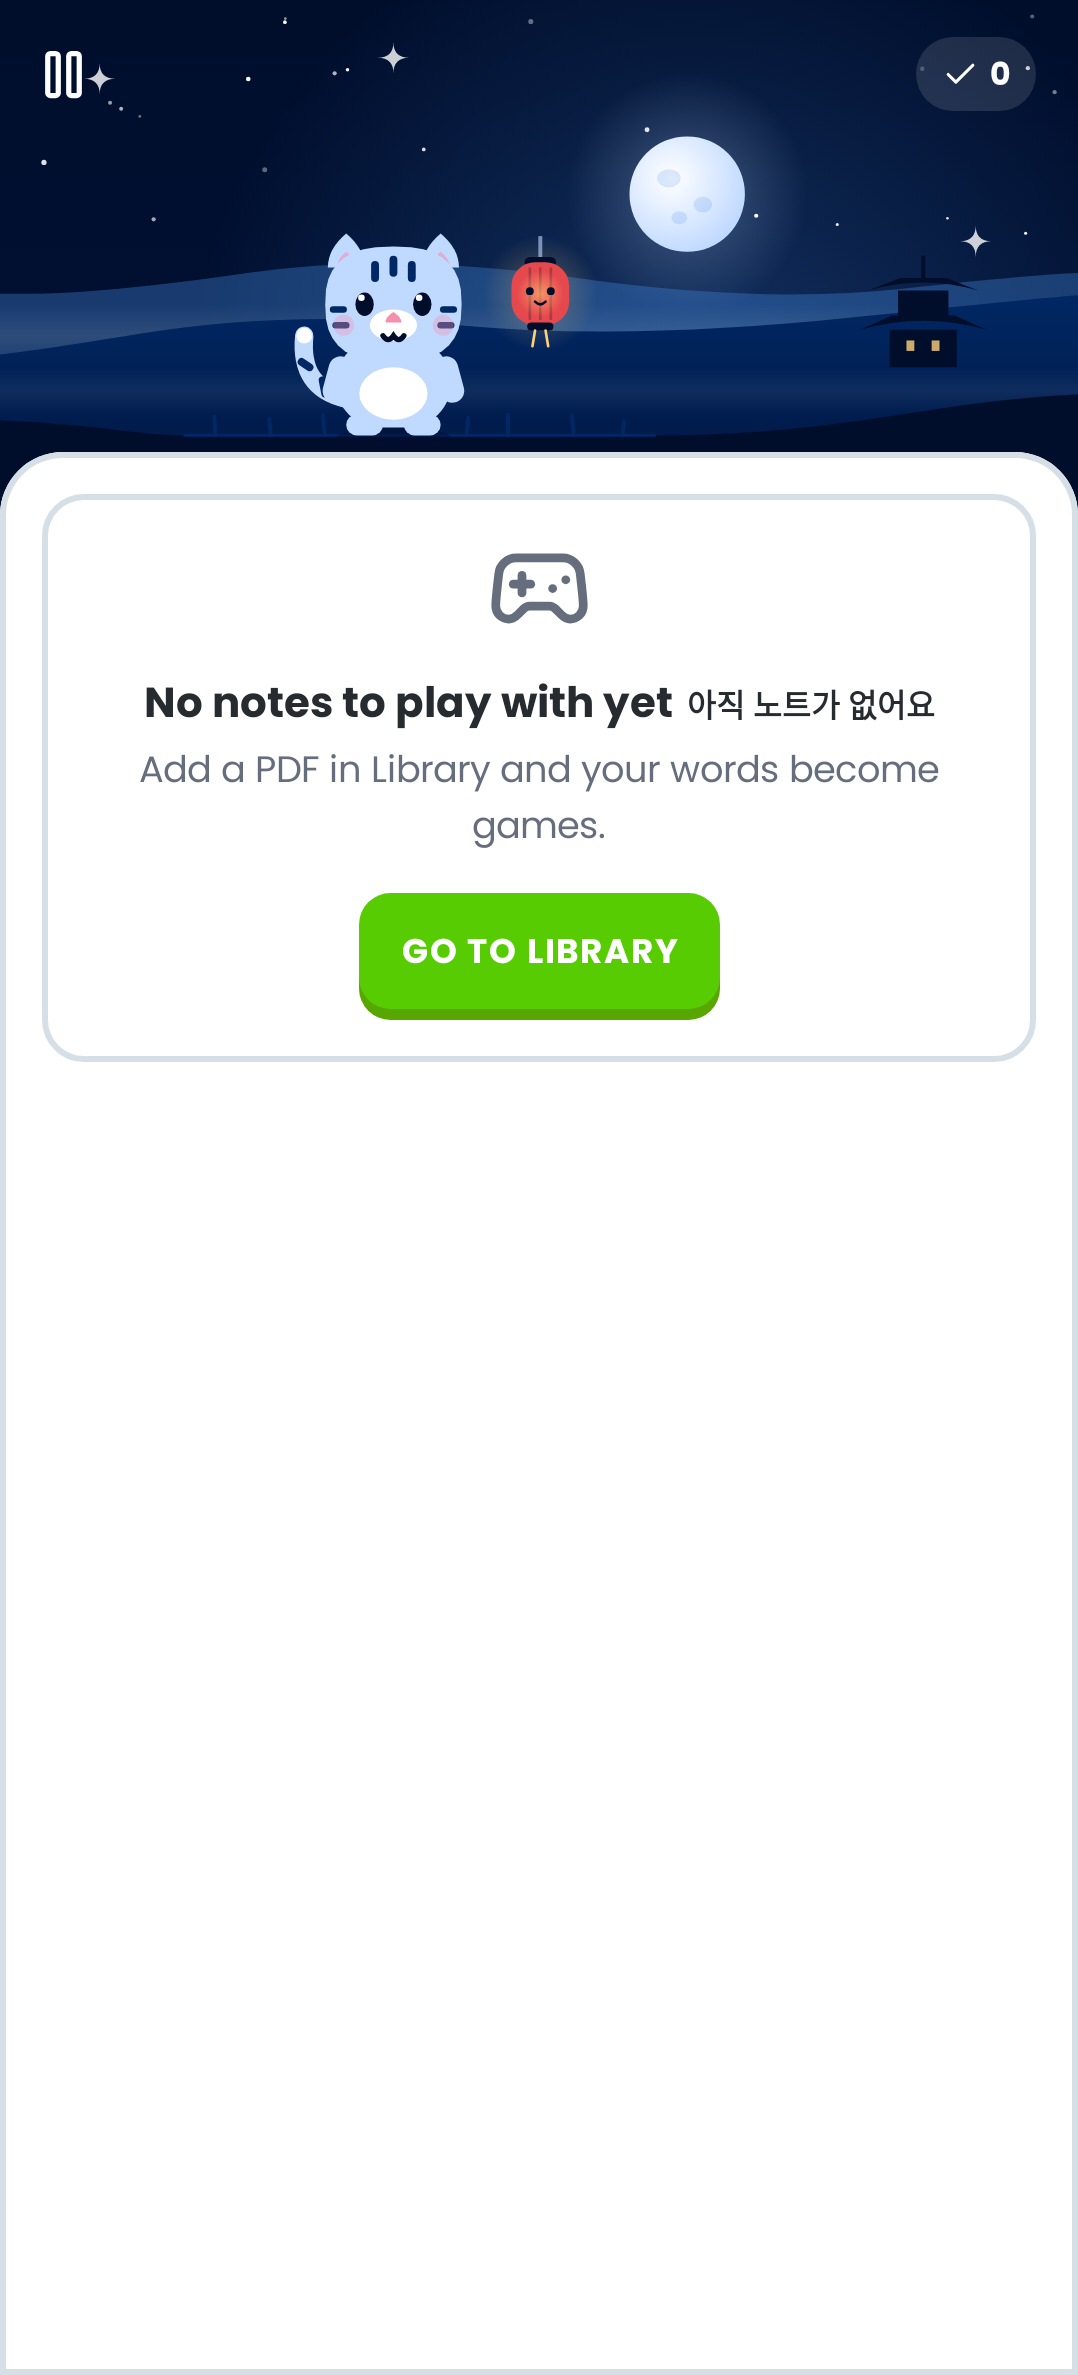 0
No notes to play with yet 아직 노트가 없어요
Add a PDF in Library and your words become
games.
GO TO LIBRARY